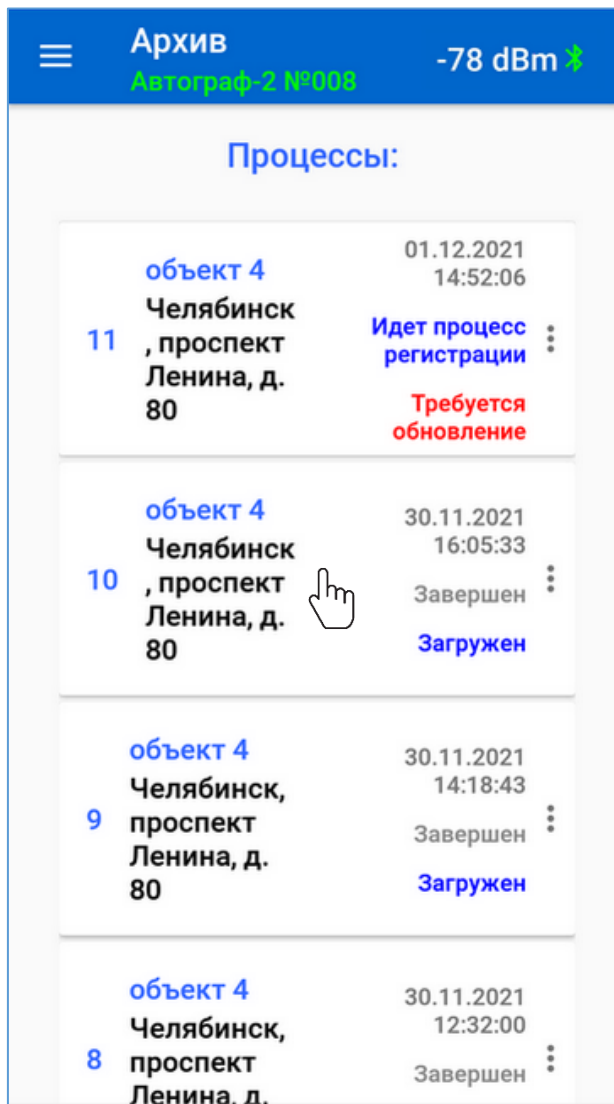 Архив
Автограф-2 №008
-78 dBm
Процессы:
11
объект 4
Челябинск
, проспект
Ленина, д.
80
01.12.2021
14:52:06
Идет процесс
регистрации
Требуется
обновление
10
объект 4
Челябинск
, проспект
Ленина, д.
80
30.11.2021
16:05:33
Завершен
Загружен
9
объект 4
Челябинск,
проспект
Ленина, д.
80
30.11.2021
14:18:43
Завершен
Загружен
8
объект 4
Челябинск,
проспект
Ленина, д.
30.11.2021
12:32:00
Завершен